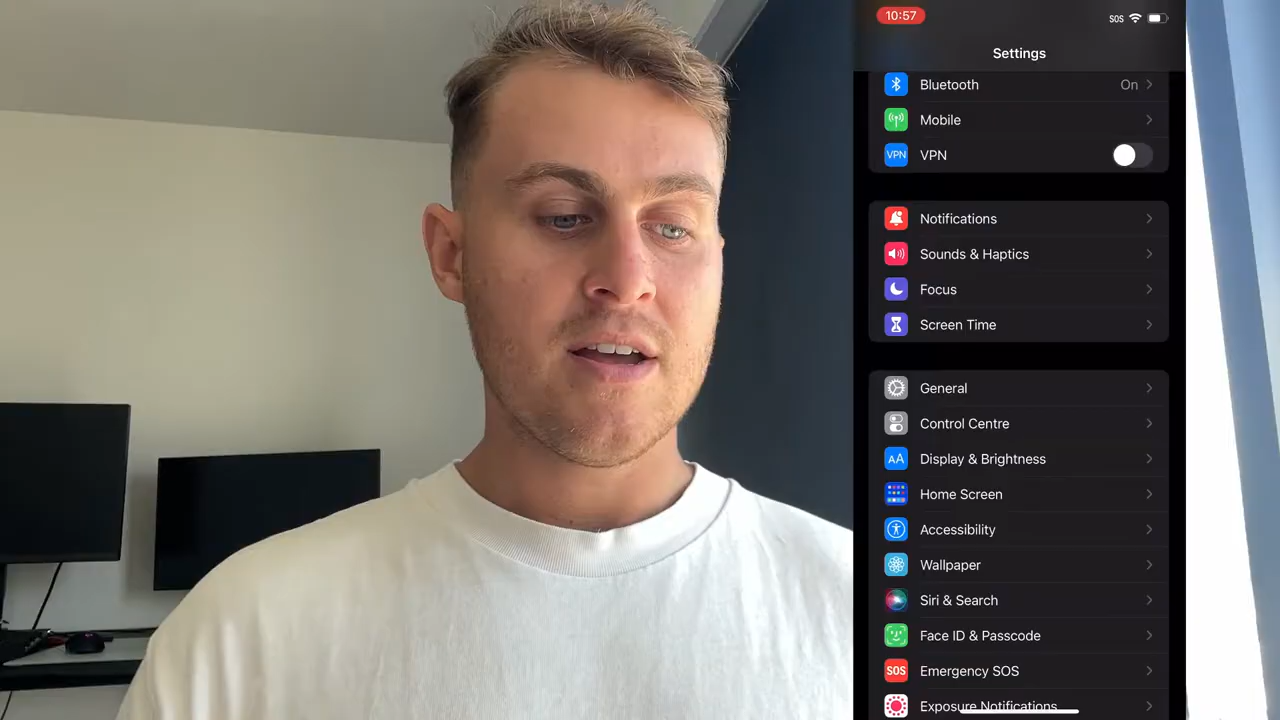 10:57
SOS
Settings
Bluetooth On
Mobile
VPN VPN
Notifications
Sounds & Haptics
Focus
Screen Time
General
Control Centre
AA Display & Brightness
Home Screen
Accessibility
Wallpaper
Siri & Search
Face ID & Passcode
SOS Emergency SOS
Exposure Notifications